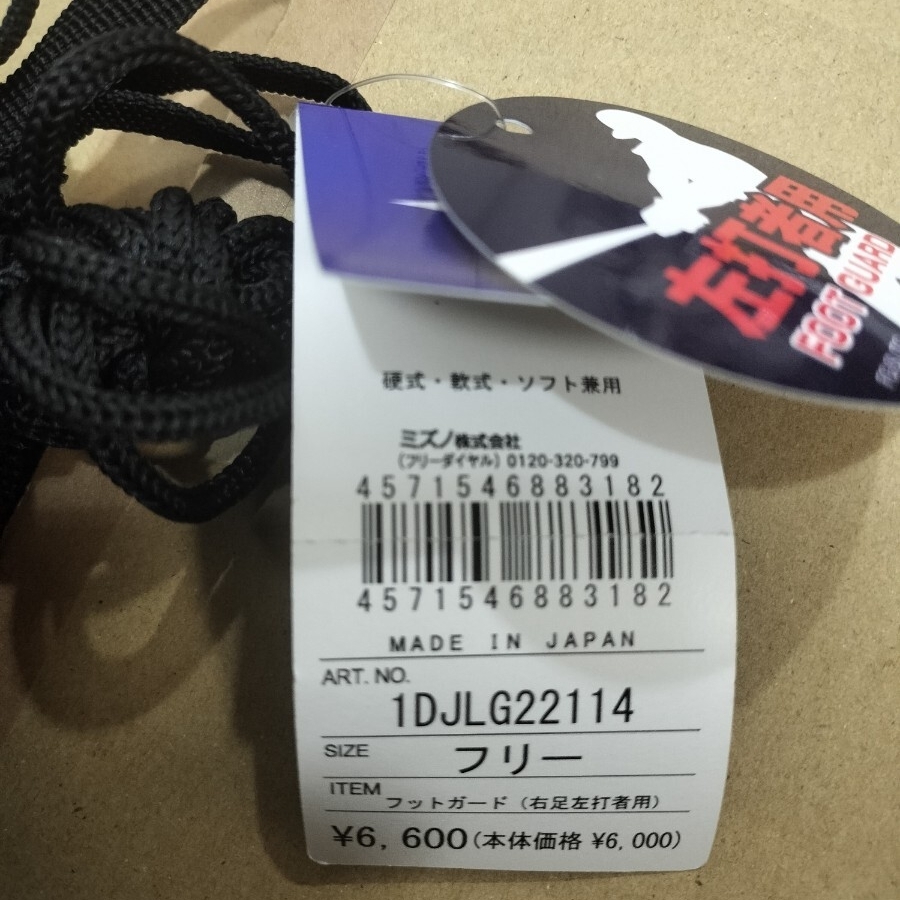 左打者用
FOOT GUARD
硬式・軟式・ソフト兼用
ミズノ株式会社
(フリーダイヤル) 0120-320-799
4571546883182
4571546883182
MADE IN JAPAN
ART. NO.
1DJLG22114
SIZE
フリー
ITEM
フットガード（右足左打者用）
¥6,600(本体価格 ¥6,000)